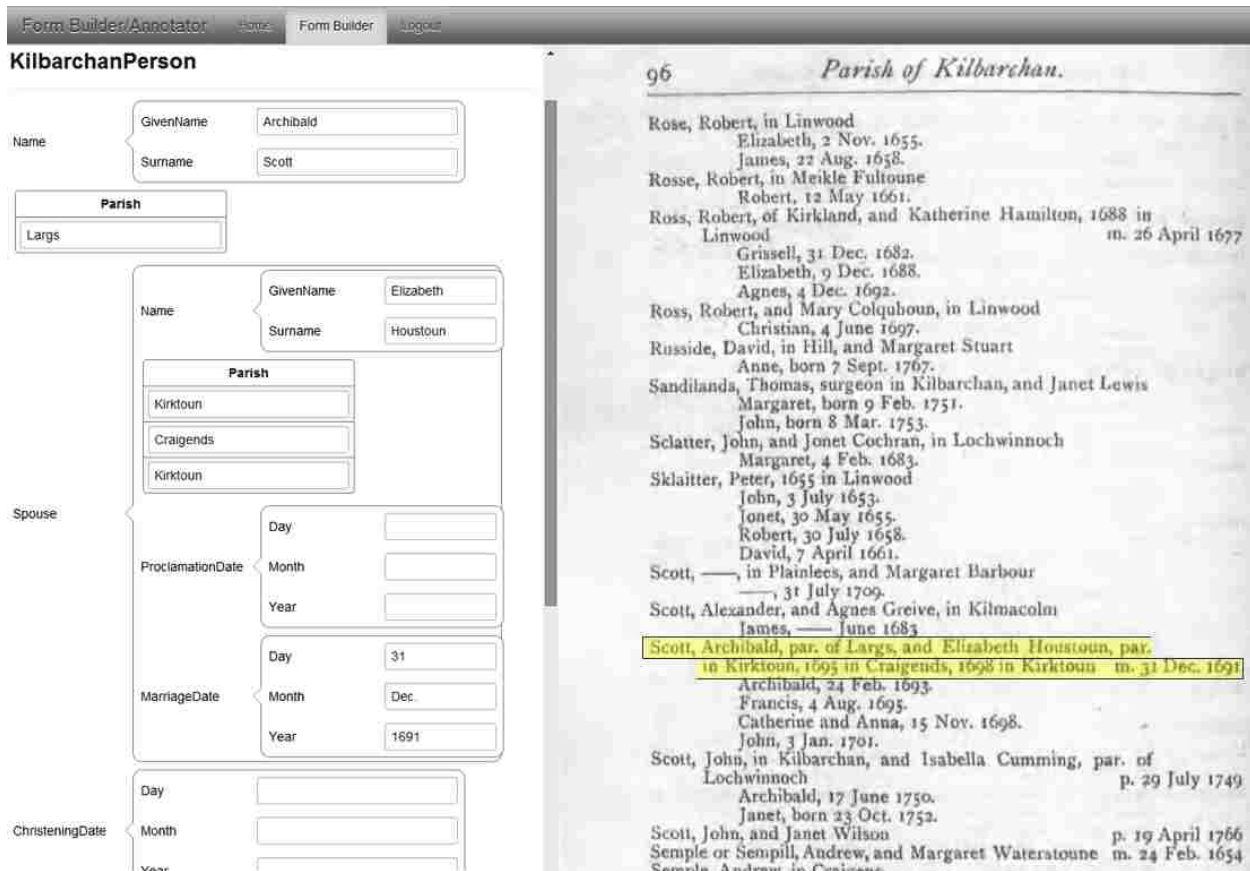 Form Builder/Annotator Home Form Builder Logout
KilbarchanPerson
Name
GivenName Archibald
Surname Scott
Parish
Largs
Spouse
Name
GivenName Elizabeth
Surname Houstoun
Parish
Kirktoun
Craigends
Kirktoun
ProclamationDate
Day
Month
Year
MarriageDate
Day 31
Month Dec.
Year 1691
ChristeningDate
Day
Month
Year
96 Parish of Kilbarchan.
Rose, Robert, in Linwood
Elizabeth, 2 Nov. 1655.
James, 22 Aug. 1658.
Rosse, Robert, in Meikle Fultoune
Robert, 12 May 1661.
Ross, Robert, of Kirkland, and Katherine Hamilton, 1688 in
Linwood m. 26 April 1677
Grissell, 31 Dec. 1682.
Elizabeth, 9 Dec. 1688.
Agnes, 4 Dec. 1692.
Ross, Robert, and Mary Colquhoun, in Linwood
Christian, 4 June 1697.
Russide, David, in Hill, and Margaret Stuart
Anne, born 7 Sept. 1767.
Sandilands, Thomas, surgeon in Kilbarchan, and Janet Lewis
Margaret, born 9 Feb. 1751.
John, born 8 Mar. 1753.
Sclatter, John, and Jonet Cochran, in Lochwinnoch
Margaret, 4 Feb. 1683.
Sklaitter, Peter, 1655 in Linwood
John, 3 July 1653.
Jonet, 30 May 1655.
Robert, 30 July 1658.
David, 7 April 1661.
Scott, ——, in Plainlees, and Margaret Barbour
——, 31 July 1709.
Scott, Alexander, and Agnes Greive, in Kilmacolm
James, —— June 1683
Scott, Archibald, par. of Largs, and Elizabeth Houstoun, par.
in Kirktoun, 1695 in Craigends, 1698 in Kirktoun m. 31 Dec. 1691
Archibald, 24 Feb. 1693.
Francis, 4 Aug. 1695.
Catherine and Anna, 15 Nov. 1698.
John, 3 Jan. 1701.
Scott, John, in Kilbarchan, and Isabella Cumming, par. of
Lochwinnoch p. 29 July 1749
Archibald, 17 June 1750.
Janet, born 23 Oct. 1752.
Scott, John, and Janet Wilson p. 19 April 1766
Semple or Sempill, Andrew, and Margaret Waterstoune m. 24 Feb. 1654
Semple, Andrew, in Craigens